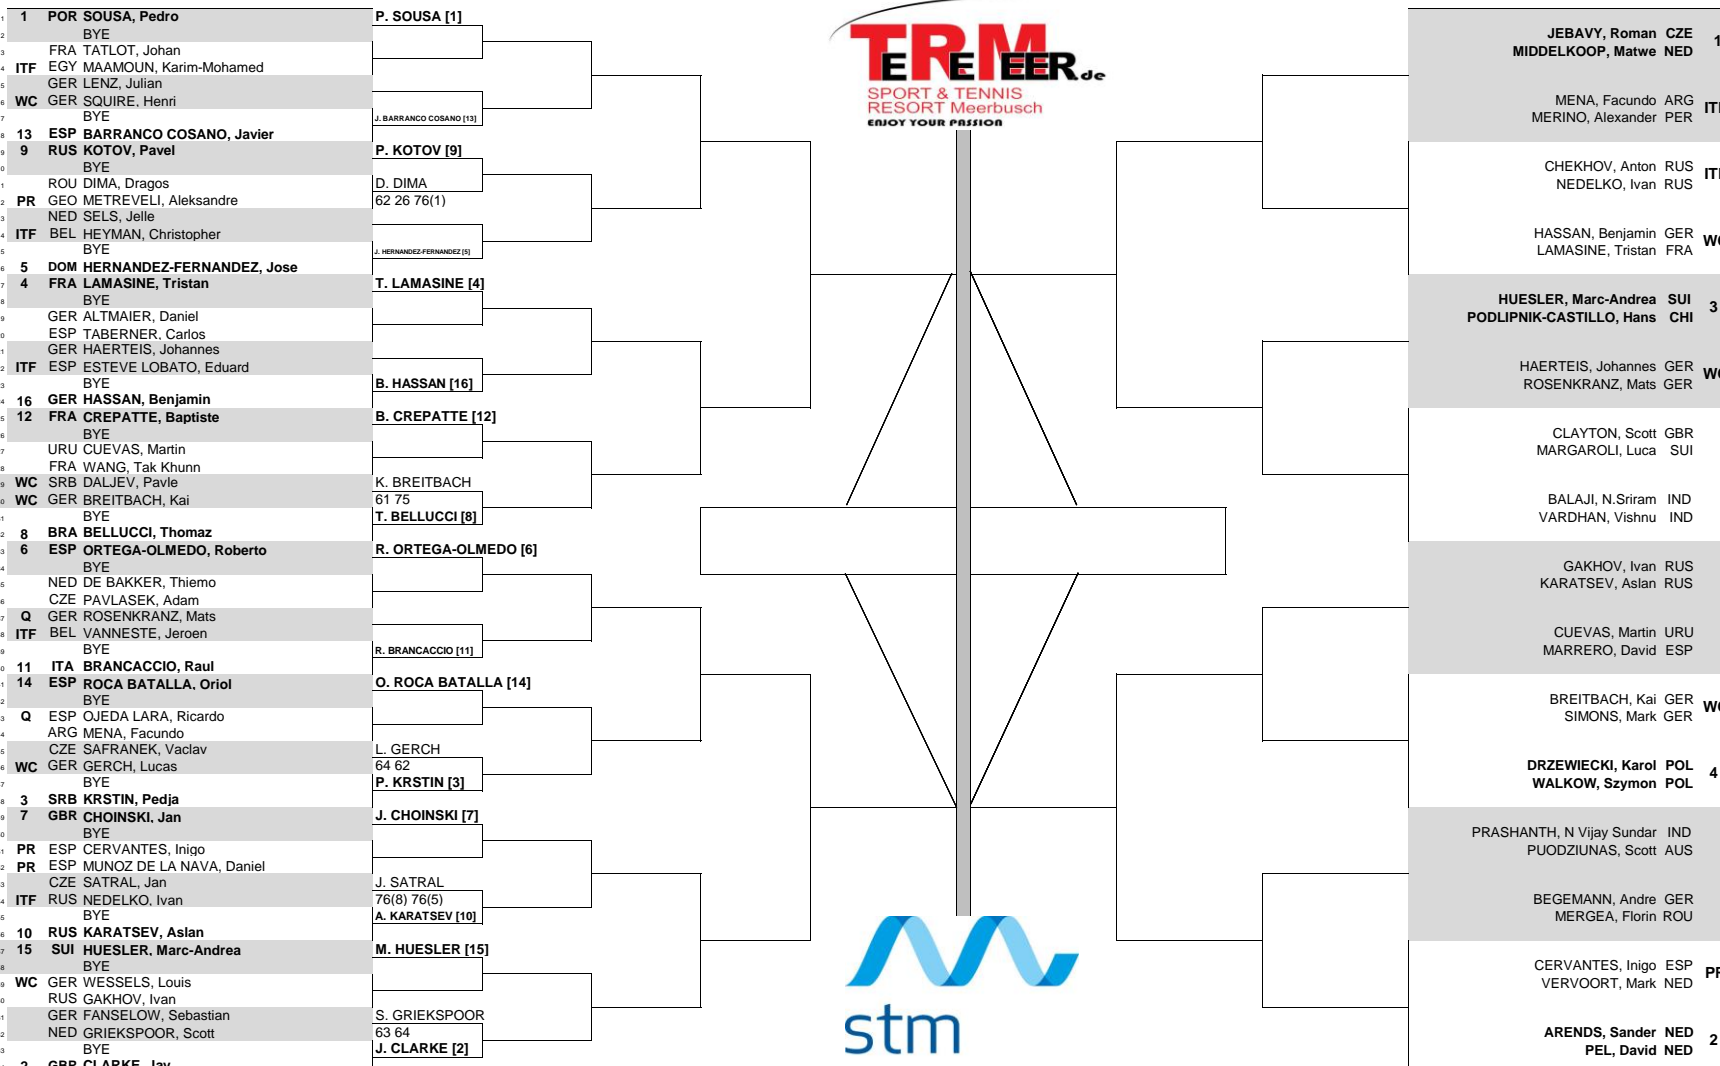 1 POR SOUSA, Pedro
BYE
FRA TATLOT, Johan
ITF EGY MAAMOUN, Karim-Mohamed
GER LENZ, Julian
WC GER SQUIRE, Henri
BYE
13 ESP BARRANCO COSANO, Javier
9 RUS KOTOV, Pavel
BYE
ROU DIMA, Dragos
PR GEO METREVELI, Aleksandre
NED SELS, Jelle
ITF BEL HEYMAN, Christopher
BYE
5 DOM HERNANDEZ-FERNANDEZ, Jose
4 FRA LAMASINE, Tristan
BYE
GER ALTMAIER, Daniel
ESP TABERNER, Carlos
GER HAERTEIS, Johannes
ITF ESP ESTEVE LOBATO, Eduard
BYE
16 GER HASSAN, Benjamin
12 FRA CREPATTE, Baptiste
BYE
URU CUEVAS, Martin
FRA WANG, Tak Khunn
WC SRB DALJEV, Pavle
WC GER BREITBACH, Kai
BYE
8 BRA BELLUCCI, Thomaz
6 ESP ORTEGA-OLMEDO, Roberto
BYE
NED DE BAKKER, Thiemo
CZE PAVLASEK, Adam
Q GER ROSENKRANZ, Mats
ITF BEL VANNESTE, Jeroen
BYE
11 ITA BRANCACCIO, Raul
14 ESP ROCA BATALLA, Oriol
BYE
Q ESP OJEDA LARA, Ricardo
ARG MENA, Facundo
CZE SAFRANEK, Vaclav
WC GER GERCH, Lucas
BYE
3 SRB KRSTIN, Pedja
7 GBR CHOINSKI, Jan
BYE
PR ESP CERVANTES, Inigo
PR ESP MUNOZ DE LA NAVA, Daniel
CZE SATRAL, Jan
ITF RUS NEDELKO, Ivan
BYE
10 RUS KARATSEV, Aslan
15 SUI HUESLER, Marc-Andrea
BYE
WC GER WESSELS, Louis
RUS GAKHOV, Ivan
GER FANSELOW, Sebastian
NED GRIEKSPOOR, Scott
BYE
2 GBR CLARKE, Jay
P. SOUSA [1]
J. BARRANCO COSANO [13]
P. KOTOV [9]
D. DIMA
62 26 76(1)
J. HERNANDEZ-FERNANDEZ [5]
T. LAMASINE [4]
B. HASSAN [16]
B. CREPATTE [12]
K. BREITBACH
61 75
T. BELLUCCI [8]
R. ORTEGA-OLMEDO [6]
R. BRANCACCIO [11]
O. ROCA BATALLA [14]
L. GERCH
64 62
P. KRSTIN [3]
J. CHOINSKI [7]
J. SATRAL
76(8) 76(5)
A. KARATSEV [10]
M. HUESLER [15]
S. GRIEKSPOOR
63 64
J. CLARKE [2]
TERREMEER.de
SPORT & TENNIS
RESORT Meerbusch
ENJOY YOUR PASSION
stm
JEBAVY, Roman CZE 1
MIDDELKOOP, Matwe NED
MENA, Facundo ARG
MERINO, Alexander PER
CHEKHOV, Anton RUS
NEDELKO, Ivan RUS
HASSAN, Benjamin GER
LAMASINE, Tristan FRA
HUESLER, Marc-Andrea SUI 3
PODLIPNIK-CASTILLO, Hans CHI
HAERTEIS, Johannes GER
ROSENKRANZ, Mats GER
CLAYTON, Scott GBR
MARGAROLI, Luca SUI
BALAJI, N.Sriram IND
VARDHAN, Vishnu IND
GAKHOV, Ivan RUS
KARATSEV, Aslan RUS
CUEVAS, Martin URU
MARRERO, David ESP
BREITBACH, Kai GER
SIMONS, Mark GER
DRZEWIECKI, Karol POL 4
WALKOW, Szymon POL
PRASHANTH, N Vijay Sundar IND
PUODZIUNAS, Scott AUS
BEGEMANN, Andre GER
MERGEA, Florin ROU
CERVANTES, Inigo ESP
VERVOORT, Mark NED
ARENDS, Sander NED 2
PEL, David NED